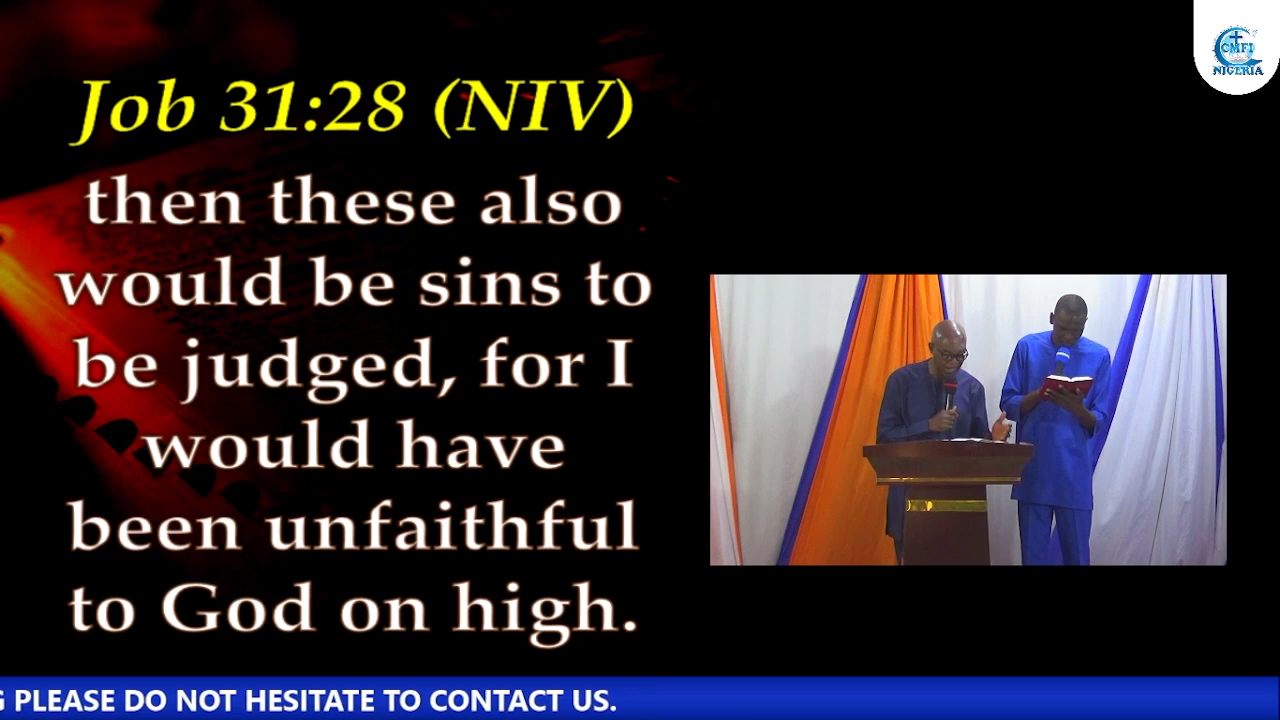 Job 31:28 (NIV)
then these also
would be sins to
be judged, for I
would have
been unfaithful
to God on high.
CMFI
NIGERIA
PLEASE DO NOT HESITATE TO CONTACT US.